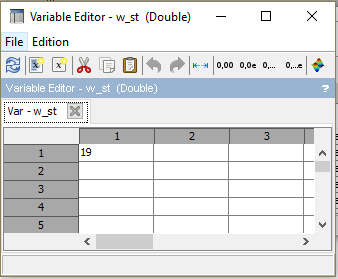 Variable Editor - w_st (Double)
File Edition
0,00 0,0e 0,... 0,...e
Variable Editor - w_st (Double) ?
Var - w_st
1 2 3
1 19
2
3
4
5